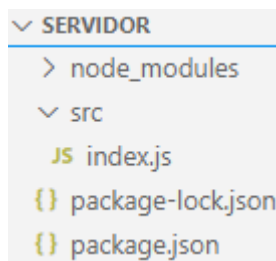 SERVIDOR
node_modules
src
JS index.js
{} package-lock.json
{} package.json